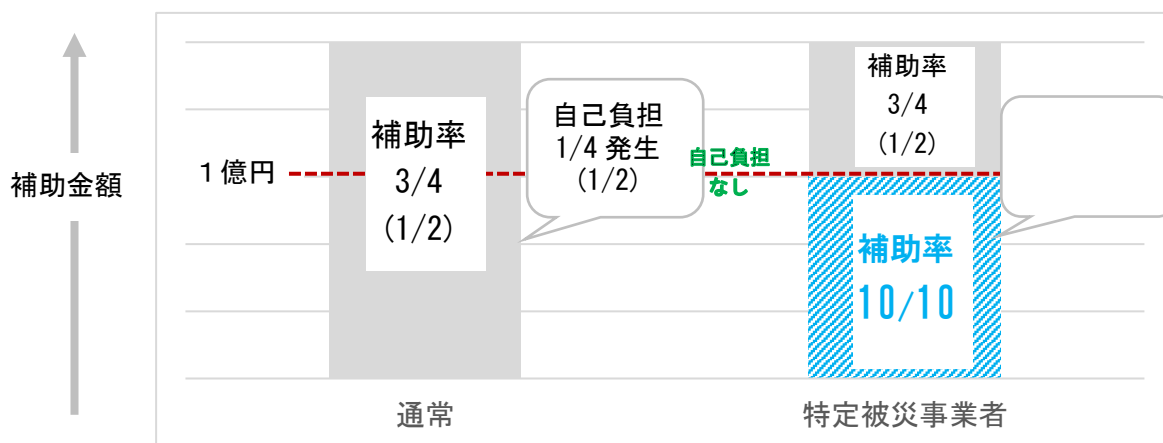 補助金額
１億円
補助率
3/4
(1/2)
自己負担
1/4 発生
(1/2)
自己負担
なし
補助率
3/4
(1/2)
補助率
10/10
通常
特定被災事業者